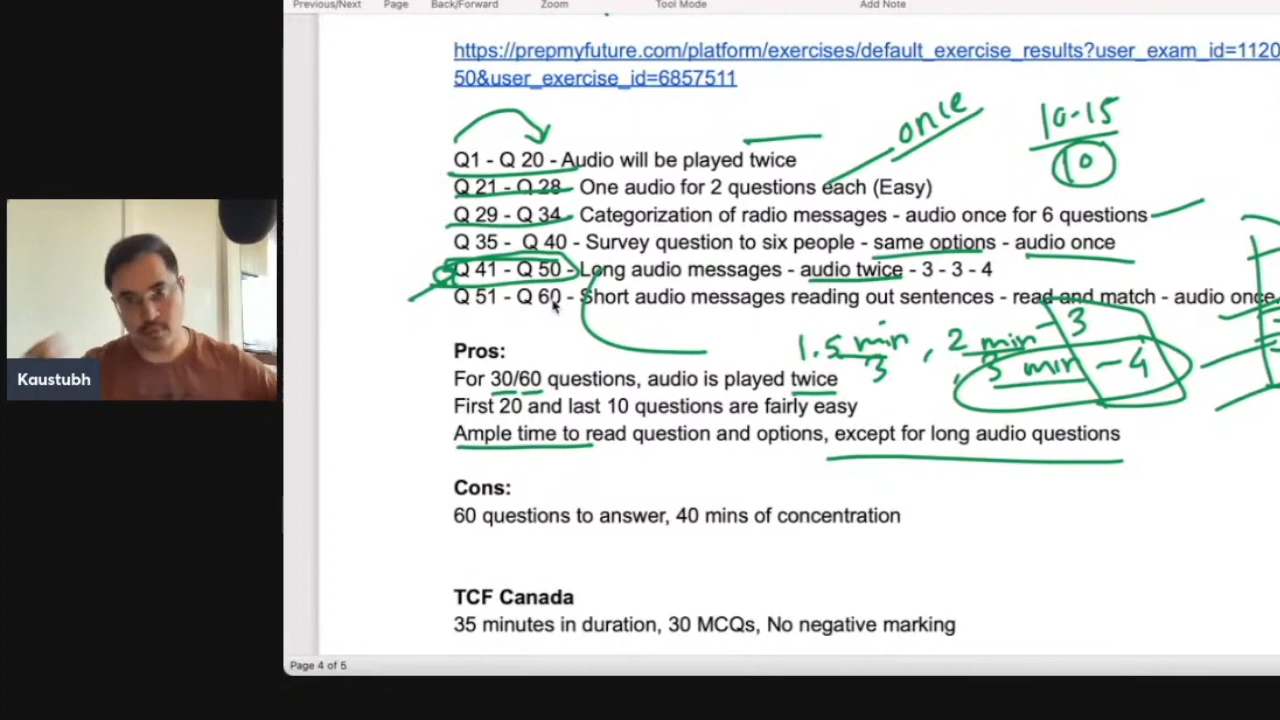 Previous/Next Page Back/Forward Zoom Tool Mode Add Note
https://prepmyfuture.com/platform/exercises/default_exercise_results?user_exam_id=1120
50&user_exercise_id=6857511
once
10-15
10
Q1 - Q 20 - Audio will be played twice
Q 21 - Q 28 - One audio for 2 questions each (Easy)
Q 29 - Q 34 - Categorization of radio messages - audio once for 6 questions
Q 35 - Q 40 - Survey question to six people - same options - audio once
Q 41 - Q 50 - Long audio messages - audio twice - 3 - 3 - 4
Q 51 - Q 60 - Short audio messages reading out sentences - read and match - audio once
1.5 min , 2 min - 3
3 , 3 min - 4
Pros:
For 30/60 questions, audio is played twice
First 20 and last 10 questions are fairly easy
Ample time to read question and options, except for long audio questions
Kaustubh
Cons:
60 questions to answer, 40 mins of concentration
TCF Canada
35 minutes in duration, 30 MCQs, No negative marking
Page 4 of 5